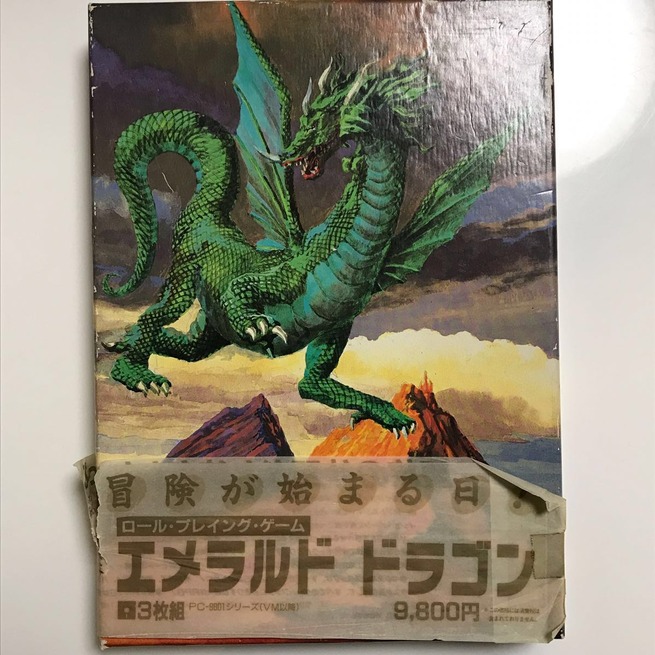 冒険が始まる日!
ロール・プレイング・ゲーム
エメラルド ドラゴン
3枚組 PC-9801シリーズ(VM以降) 9,800円